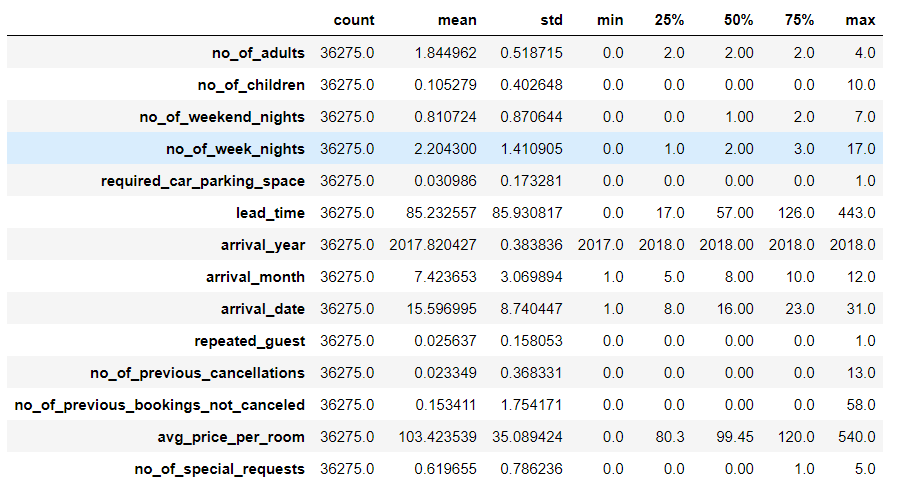 count mean std min 25% 50% 75% max
no_of_adults 36275.0 1.844962 0.518715 0.0 2.0 2.00 2.0 4.0
no_of_children 36275.0 0.105279 0.402648 0.0 0.0 0.00 0.0 10.0
no_of_weekend_nights 36275.0 0.810724 0.870644 0.0 0.0 1.00 2.0 7.0
no_of_week_nights 36275.0 2.204300 1.410905 0.0 1.0 2.00 3.0 17.0
required_car_parking_space 36275.0 0.030986 0.173281 0.0 0.0 0.00 0.0 1.0
lead_time 36275.0 85.232557 85.930817 0.0 17.0 57.00 126.0 443.0
arrival_year 36275.0 2017.820427 0.383836 2017.0 2018.0 2018.00 2018.0 2018.0
arrival_month 36275.0 7.423653 3.069894 1.0 5.0 8.00 10.0 12.0
arrival_date 36275.0 15.596995 8.740447 1.0 8.0 16.00 23.0 31.0
repeated_guest 36275.0 0.025637 0.158053 0.0 0.0 0.00 0.0 1.0
no_of_previous_cancellations 36275.0 0.023349 0.368331 0.0 0.0 0.00 0.0 13.0
no_of_previous_bookings_not_canceled 36275.0 0.153411 1.754171 0.0 0.0 0.00 0.0 58.0
avg_price_per_room 36275.0 103.423539 35.089424 0.0 80.3 99.45 120.0 540.0
no_of_special_requests 36275.0 0.619655 0.786236 0.0 0.0 0.00 1.0 5.0